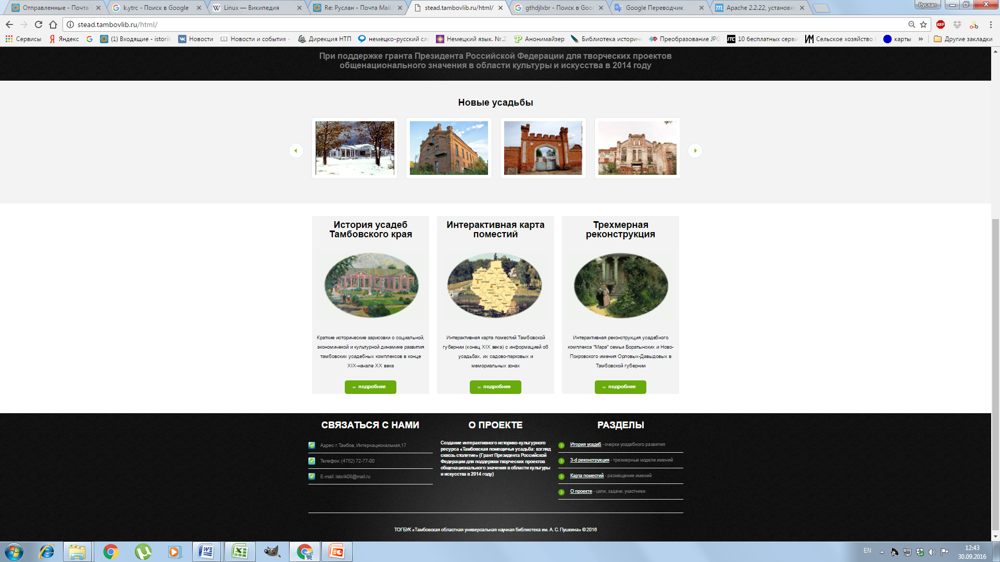 Отправленные - Почта
k.ytrc - Поиск в Google
Linux — Википедия
Re: Руслан - Почта Mail.
stead.tambovlib.ru/html/
gthdjlxbr - Поиск в Goo
Google Переводчик
Apache 2.2.22, установка
Руслан
stead.tambovlib.ru/html/
ABP
Сервисы
Яндекс
(1) Входящие - istorik
Новости
Новости и события -
Дирекция НТП
немецко-русский сло
Немецкий язык. Nr.2
Анонимайзер
Библиотека историч
Преобразование JPG
10 бесплатных серви
Сельское хозяйство
карты
»
Другие закладки
При поддержке гранта Президента Российской Федерации для творческих проектов
общенационального значения в области культуры и искусства в 2014 году
Новые усадьбы
История усадеб
Тамбовского края
Краткие исторические зарисовки о социальной,
экономичекой и культурной динамике развития
тамбовских усадебных комплексов в конце
XIX-начале XX века
» подробнее
Интерактивная карта
поместий
Интерактивная карта поместий Тамбовской
губернии (конец XIX века) с информацией об
усадьбах, их садово-парковых и
мемориальных зонах
» подробнее
Трехмерная
реконструкция
Интерактивная реконструкция усадебного
комплекса "Мара" семьи Боратынских и Ново-
Покровского имения Орловых-Давыдовых в
Тамбовской губернии
» подробнее
СВЯЗАТЬСЯ С НАМИ
Адрес: г. Тамбов, Интернациональная,17
Телефон: (4752) 72-77-00
E-mail: istorik08@mail.ru
О ПРОЕКТЕ
Создание интерактивного историко-культурного
ресурса «Тамбовская помещичья усадьба: взгляд
сквозь столетие» (Грант Президента Российской
Федерации для поддержки творческих проектов
общенационального значения в области культуры
и искусства в 2014 году)
РАЗДЕЛЫ
Итория усадеб - очерки усадебного развития
3-d реконструкция - трехмерные модели имений
Карта поместий - размещение имений
О проекте - цели, задачи, участники
ТОГБУК «Тамбовская областная универсальная научная библиотека им. А. С. Пушкина» © 2016
EN
12:43
30.09.2016